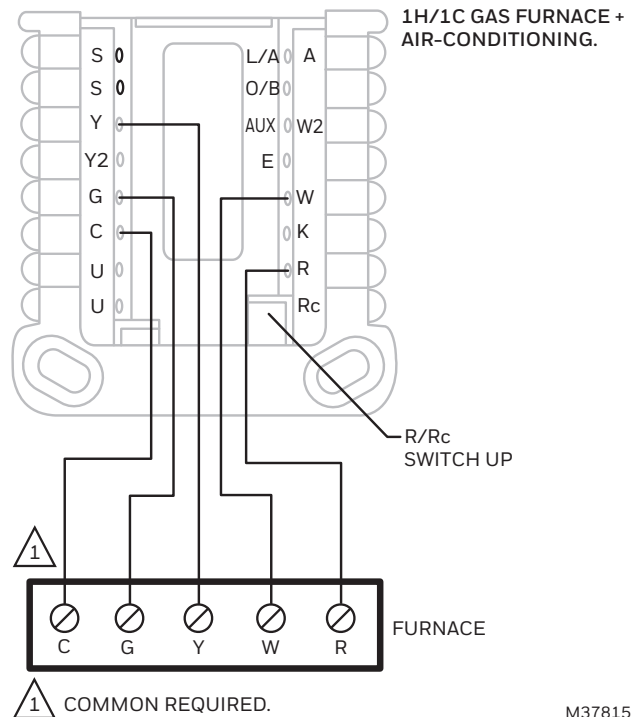 1H/1C GAS FURNACE +
AIR-CONDITIONING.
S L/A A
S O/B
Y AUX W2
Y2 E
G W
C K
U R
U Rc
R/Rc
SWITCH UP
1
C G Y W R
FURNACE
1 COMMON REQUIRED.
M37815